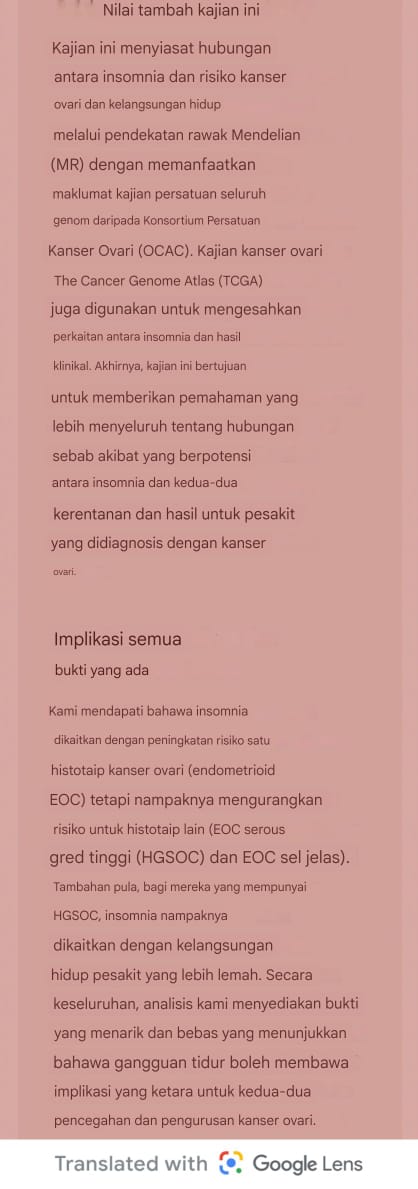 Nilai tambah kajian ini
Kajian ini menyiasat hubungan
antara insomnia dan risiko kanser
ovari dan kelangsungan hidup
melalui pendekatan rawak Mendelian
(MR) dengan memanfaatkan
maklumat kajian persatuan seluruh
genom daripada Konsortium Persatuan
Kanser Ovari (OCAC). Kajian kanser ovari
The Cancer Genome Atlas (TCGA)
juga digunakan untuk mengesahkan
perkaitan antara insomnia dan hasil
klinikal. Akhirnya, kajian ini bertujuan
untuk memberikan pemahaman yang
lebih menyeluruh tentang hubungan
sebab akibat yang berpotensi
antara insomnia dan kedua-dua
kerentanan dan hasil untuk pesakit
yang didiagnosis dengan kanser
ovari.
Implikasi semua
bukti yang ada
Kami mendapati bahawa insomnia
dikaitkan dengan peningkatan risiko satu
histotaip kanser ovari (endometrioid
EOC) tetapi nampaknya mengurangkan
risiko untuk histotaip lain (EOC serous
gred tinggi (HGSOC) dan EOC sel jelas).
Tambahan pula, bagi mereka yang mempunyai
HGSOC, insomnia nampaknya
dikaitkan dengan kelangsungan
hidup pesakit yang lebih lemah. Secara
keseluruhan, analisis kami menyediakan bukti
yang menarik dan bebas yang menunjukkan
bahawa gangguan tidur boleh membawa
implikasi yang ketara untuk kedua-dua
pencegahan dan pengurusan kanser ovari.
Translated with Google Lens